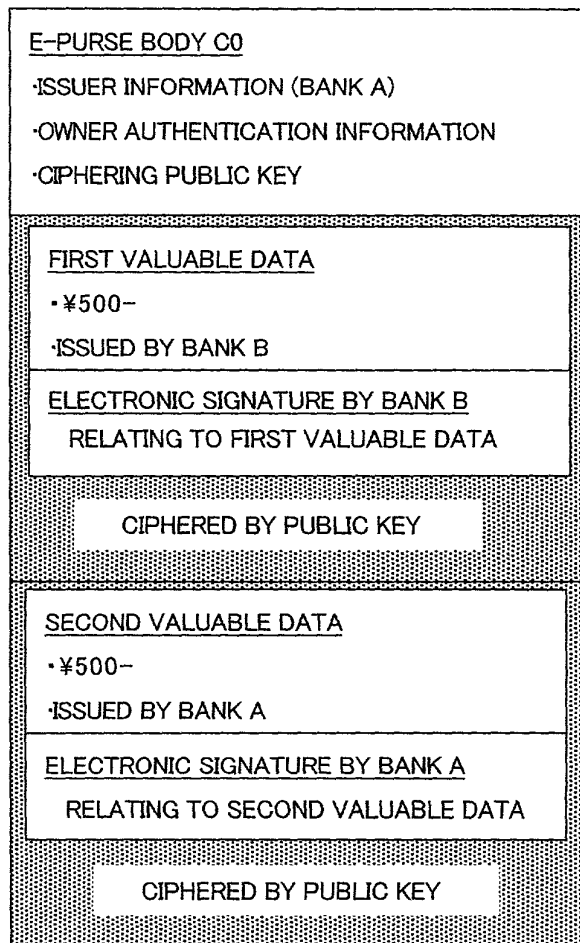 E-PURSE BODY C0
·ISSUER INFORMATION (BANK A)
·OWNER AUTHENTICATION INFORMATION
·CIPHERING PUBLIC KEY
FIRST VALUABLE DATA
·¥500-
·ISSUED BY BANK B
ELECTRONIC SIGNATURE BY BANK B
RELATING TO FIRST VALUABLE DATA
CIPHERED BY PUBLIC KEY
SECOND VALUABLE DATA
·¥500-
·ISSUED BY BANK A
ELECTRONIC SIGNATURE BY BANK A
RELATING TO SECOND VALUABLE DATA
CIPHERED BY PUBLIC KEY